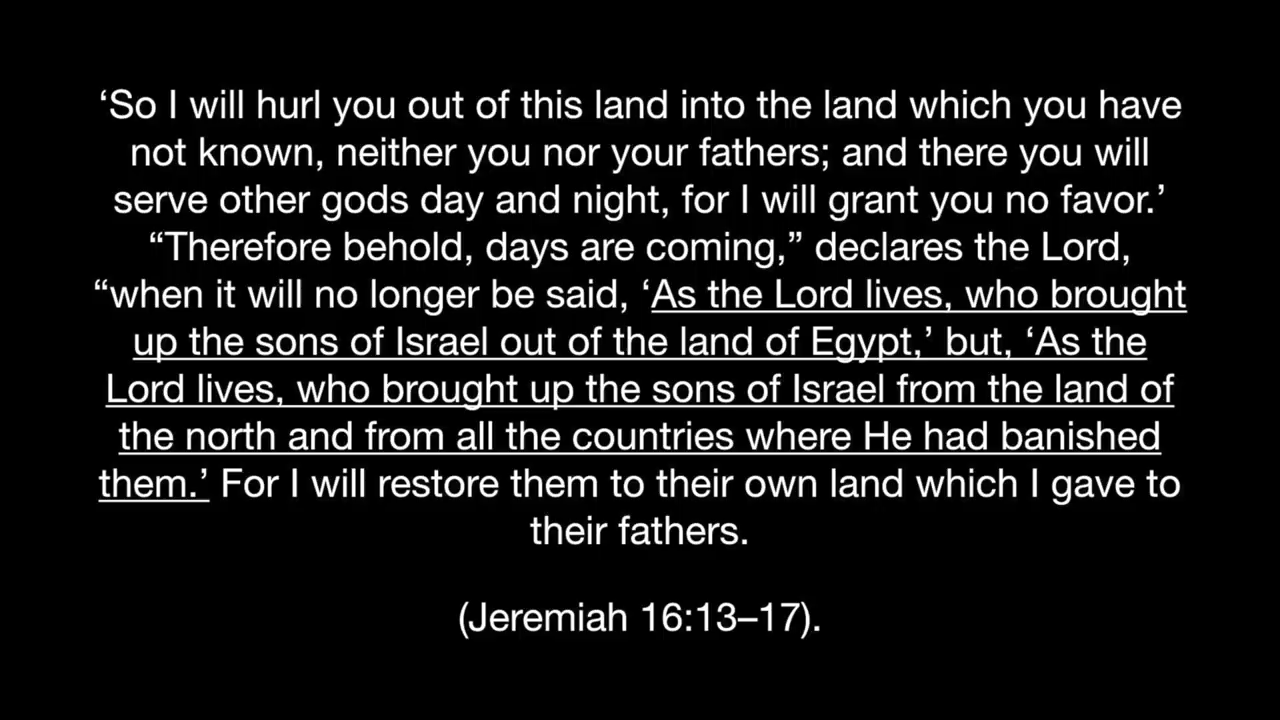 ‘So I will hurl you out of this land into the land which you have
not known, neither you nor your fathers; and there you will
serve other gods day and night, for I will grant you no favor.’
“Therefore behold, days are coming,” declares the Lord,
“when it will no longer be said, ‘As the Lord lives, who brought
up the sons of Israel out of the land of Egypt,’ but, ‘As the
Lord lives, who brought up the sons of Israel from the land of
the north and from all the countries where He had banished
them.’ For I will restore them to their own land which I gave to
their fathers.
(Jeremiah 16:13–17).